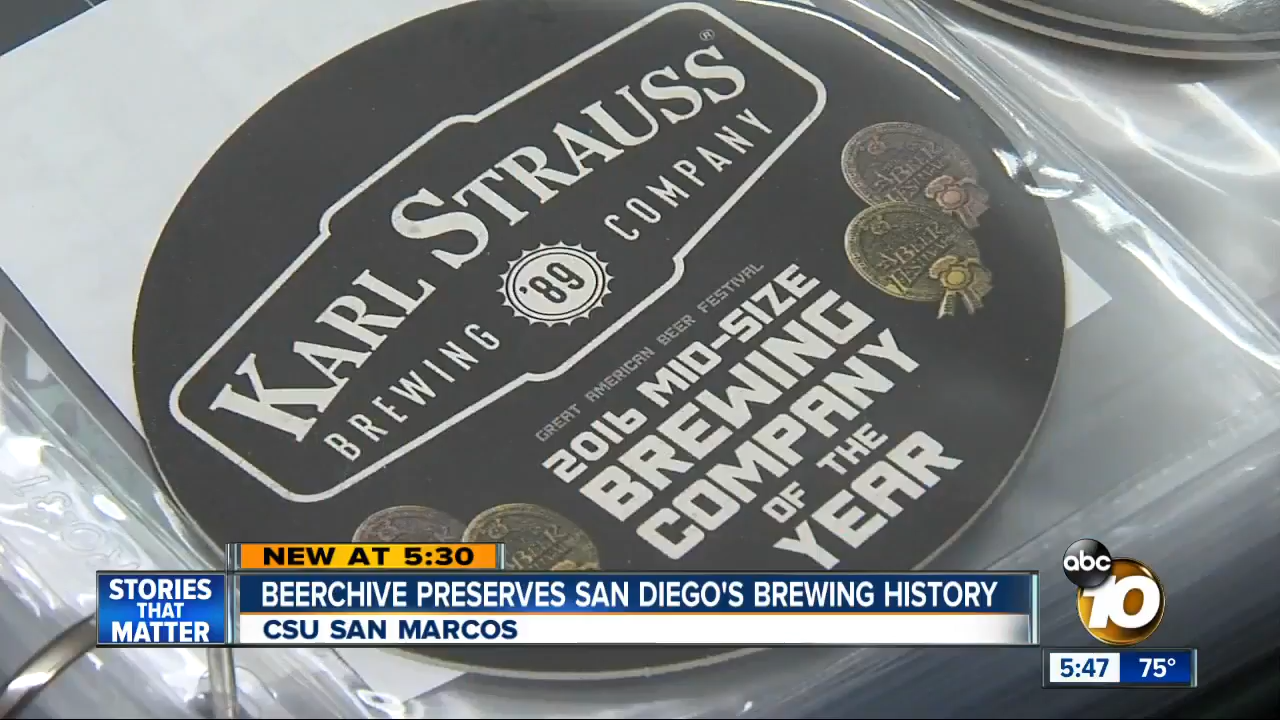 KARL STRAUSS®
BREWING '89 COMPANY
GREAT AMERICAN BEER FESTIVAL
2016 MID-SIZE
BREWING
COMPANY
OF THE
YEAR
NEW AT 5:30
STORIES
THAT
MATTER
BEERCHIVE PRESERVES SAN DIEGO'S BREWING HISTORY
CSU SAN MARCOS
abc
10
5:47 75°